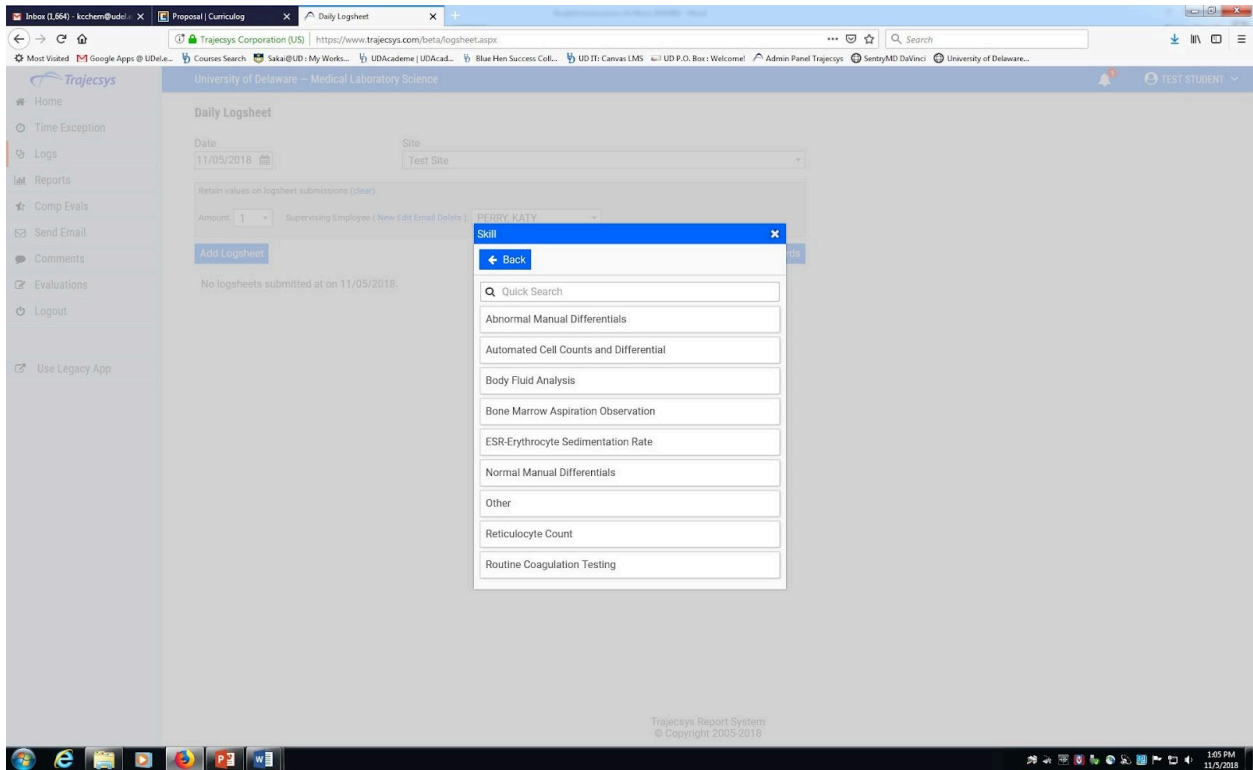 Inbox (1,664) - kcchem@udel.e
Proposal | Curriculog
Daily Logsheet
Trajecsys Corporation (US) https://www.trajecsys.com/beta/logsheet.aspx
Search
Most Visited Google Apps @ UDel.e... Courses Search Sakai@UD : My Works... UDAcademe | UDAcad... Blue Hen Success Coll... UD IT: Canvas LMS UD P.O. Box : Welcome! Admin Panel Trajecsys SentryMD DaVinci University of Delaware...
Trajecsys
University of Delaware — Medical Laboratory Science
TEST STUDENT
Home
Time Exception
Logs
Reports
Comp Evals
Send Email
Comments
Evaluations
Logout
Use Legacy App
Daily Logsheet
Date Site
11/05/2018 Test Site
Retain values on logsheet submissions (clear)
Amount 1 Supervising Employee ( New Edit Email Delete ) PERRY, KATY
Add Logsheet
rds
No logsheets submitted at on 11/05/2018.
Skill
Back
Quick Search
Abnormal Manual Differentials
Automated Cell Counts and Differential
Body Fluid Analysis
Bone Marrow Aspiration Observation
ESR-Erythrocyte Sedimentation Rate
Normal Manual Differentials
Other
Reticulocyte Count
Routine Coagulation Testing
Trajecsys Report System
© Copyright 2005-2018
1:05 PM
11/5/2018